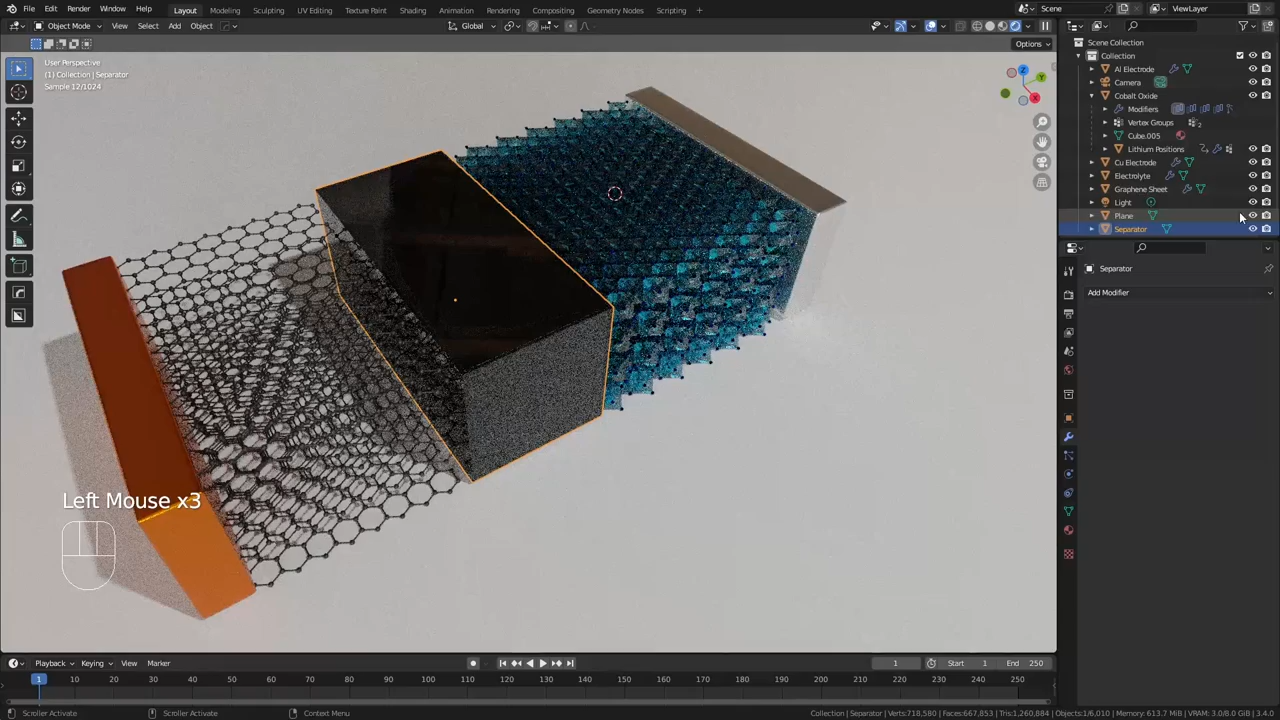 File Edit Render Window Help Layout Modeling Sculpting UV Editing Texture Paint Shading Animation Rendering Compositing Geometry Nodes Scripting + Scene ViewLayer
Object Mode View Select Add Object Global
Options
User Perspective
(1) Collection | Separator
Sample 12/1024
Z
Y
X
Scene Collection
Collection
Al Electrode
Camera
Cobalt Oxide
Modifiers
Vertex Groups 2
Cube.005
Lithium Positions
Cu Electrode
Electrolyte
Graphene Sheet
Light
Plane
Separator
Separator
Add Modifier
Left Mouse x3
Playback Keying View Marker 1 Start 1 End 250
1 10 20 30 40 50 60 70 80 90 100 110 120 130 140 150 160 170 180 190 200 210 220 230 240 250
Scroller Activate Scroller Activate Context Menu Collection | Separator | Verts:718,580 | Faces:667,853 | Tris:1,260,884 | Objects:1/6,010 | Memory: 613.7 MiB | VRAM: 3.0/8.0 GiB | 3.4.0